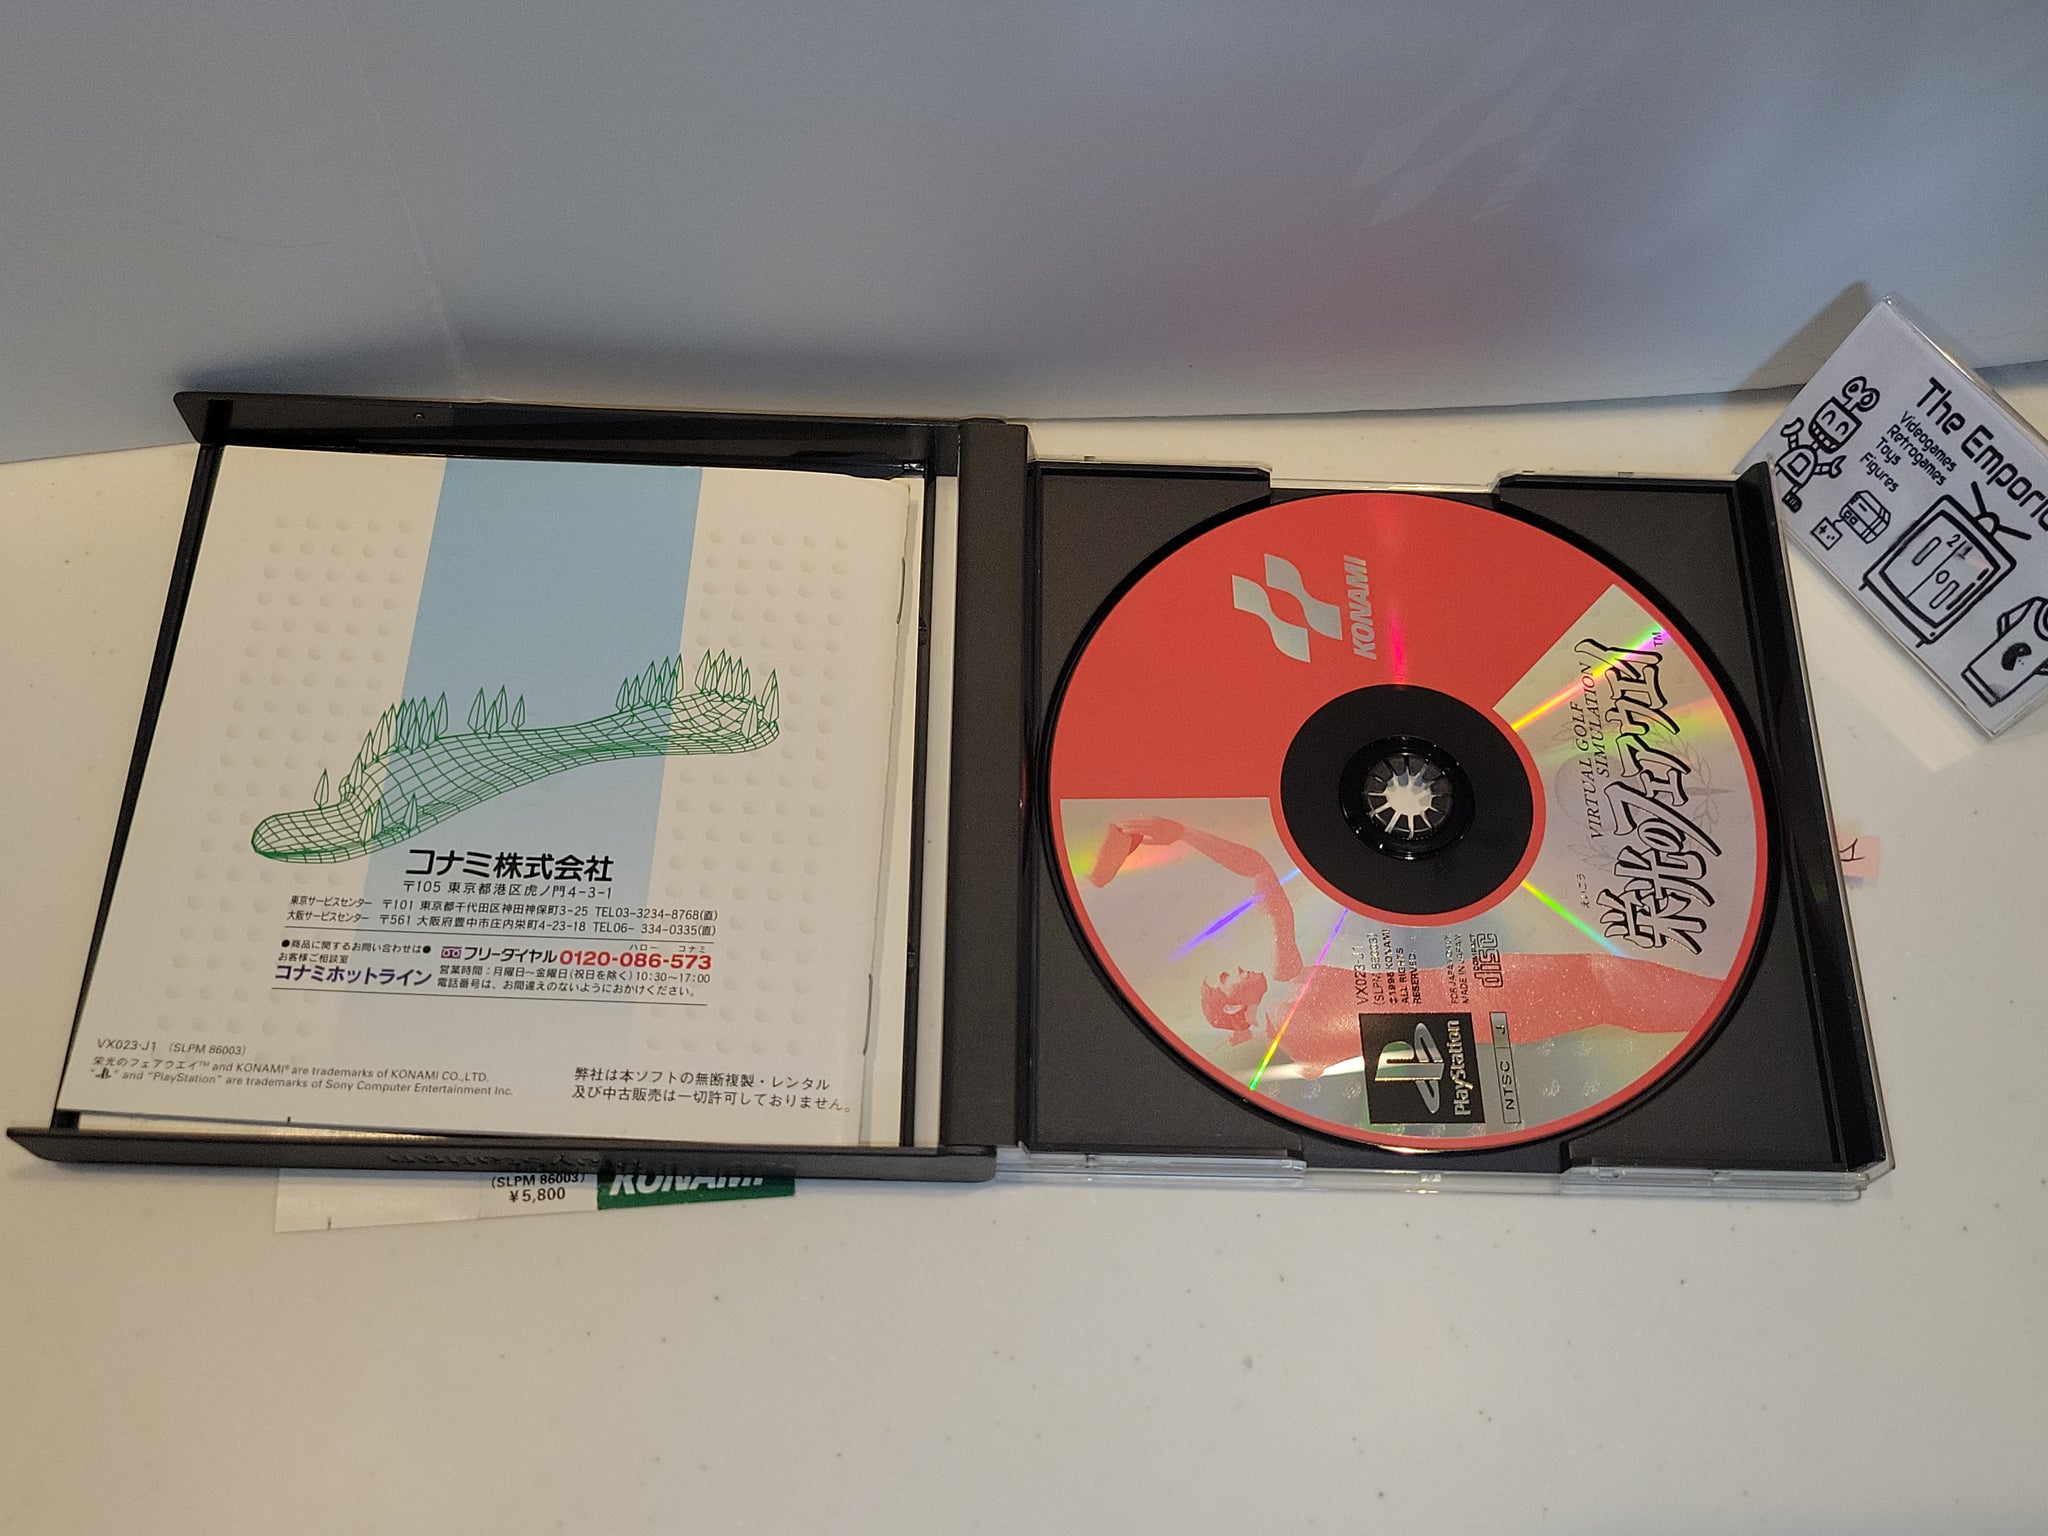 コナミ株式会社
〒105 東京都港区虎ノ門4-3-1
東京サービスセンター 〒101 東京都千代田区神田神保町3-25 TEL03-3234-8768(直)
大阪サービスセンター 〒561 大阪府豊中市庄内栄町4-23-18 TEL06- 334-0335(直)
●商品に関するお問い合わせは●
お客様ご相談室
コナミホットライン
ハロー コナミ
フリーダイヤル 0120-086-573
営業時間:月曜日~金曜日(祝日を除く)10:30~17:00
電話番号は、お間違えのないようにおかけください。
VX023-J1 (SLPM 86003)
栄光のフェアウエイ™ and KONAMI® are trademarks of KONAMI CO.,LTD.
"PS" and "PlayStation" are trademarks of Sony Computer Entertainment Inc.
弊社は本ソフトの無断複製・レンタル
及び中古販売は一切許可しておりません。
(SLPM 86003)
¥5,800
KONAMI
KONAMI
VIRTUAL GOLF
SIMULATION
えいこう
栄光のフェアウエイ™
VX023-J1
(SLPM 86003)
©1996 KONAMI
ALL RIGHTS
RESERVED.
FOR JAPAN ONLY
MADE IN JAPAN
COMPACT
disc
PlayStation
NTSC J
The Emporiu
Videogames
Retrogames
Toys
Figures
21